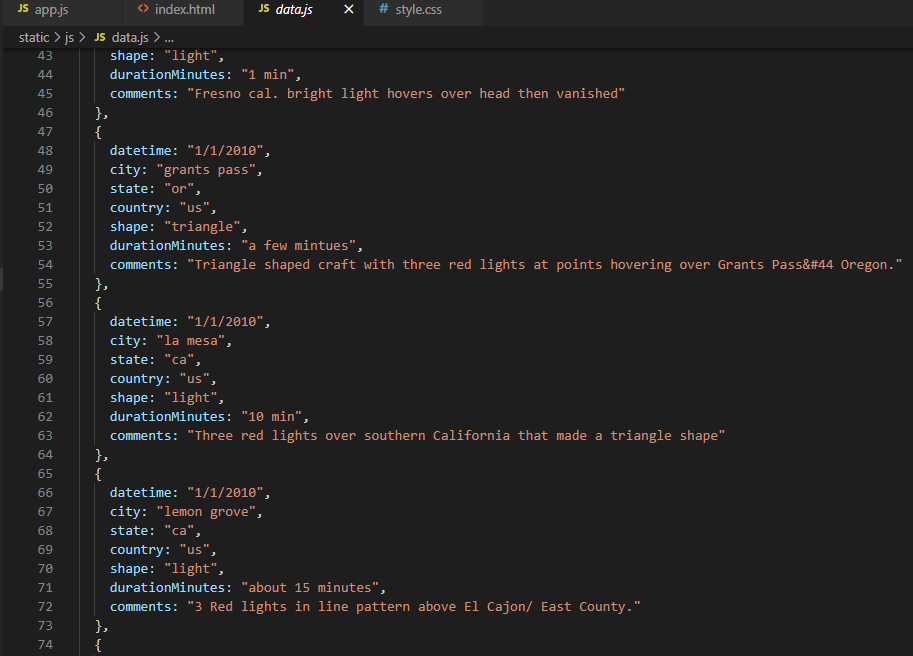 JS app.js <> index.html JS data.js × # style.css
static > js > JS data.js > ...
43 shape: "light",
44 durationMinutes: "1 min",
45 comments: "Fresno cal. bright light hovers over head then vanished"
46 },
47 {
48 datetime: "1/1/2010",
49 city: "grants pass",
50 state: "or",
51 country: "us",
52 shape: "triangle",
53 durationMinutes: "a few mintues",
54 comments: "Triangle shaped craft with three red lights at points hovering over Grants Pass&#44 Oregon."
55 },
56 {
57 datetime: "1/1/2010",
58 city: "la mesa",
59 state: "ca",
60 country: "us",
61 shape: "light",
62 durationMinutes: "10 min",
63 comments: "Three red lights over southern California that made a triangle shape"
64 },
65 {
66 datetime: "1/1/2010",
67 city: "lemon grove",
68 state: "ca",
69 country: "us",
70 shape: "light",
71 durationMinutes: "about 15 minutes",
72 comments: "3 Red lights in line pattern above El Cajon/ East County."
73 },
74 {